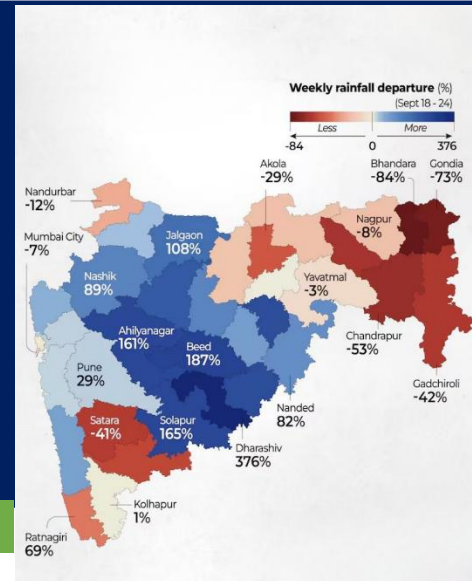 Weekly rainfall departure (%)
(Sept 18 - 24)
Less
More
-84
0
376
Akola
-29%
Bhandara
-84%
Gondia
-73%
Nandurbar
-12%
Jalgaon
108%
Nagpur
-8%
Mumbai City
-7%
Nashik
89%
Yavatmal
-3%
Ahilyanagar
161%
Beed
187%
Chandrapur
-53%
Pune
29%
Gadchiroli
-42%
Nanded
82%
Satara
-41%
Solapur
165%
Dharashiv
376%
Kolhapur
1%
Ratnagiri
69%